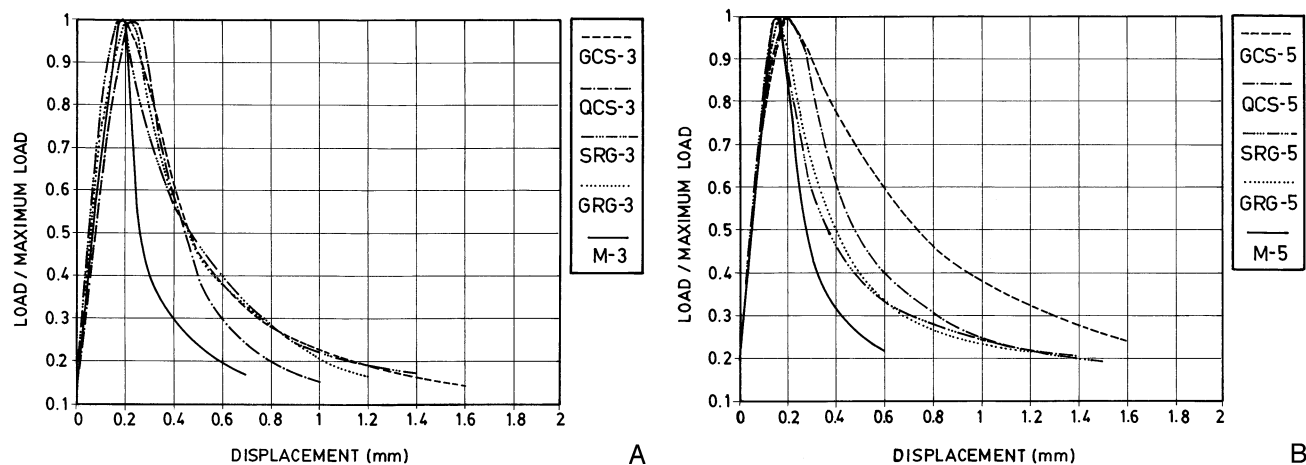 LOAD / MAXIMUM LOAD
1
0.9
0.8
0.7
0.6
0.5
0.4
0.3
0.2
0.1
0 0.2 0.4 0.6 0.8 1 1.2 1.4 1.6 1.8 2
DISPLACEMENT (mm)
GCS-3
QCS-3
SRG-3
GRG-3
M-3
A
LOAD / MAXIMUM LOAD
1
0.9
0.8
0.7
0.6
0.5
0.4
0.3
0.2
0.1
0 0.2 0.4 0.6 0.8 1 1.2 1.4 1.6 1.8 2
DISPLACEMENT (mm)
GCS-5
QCS-5
SRG-5
GRG-5
M-5
B